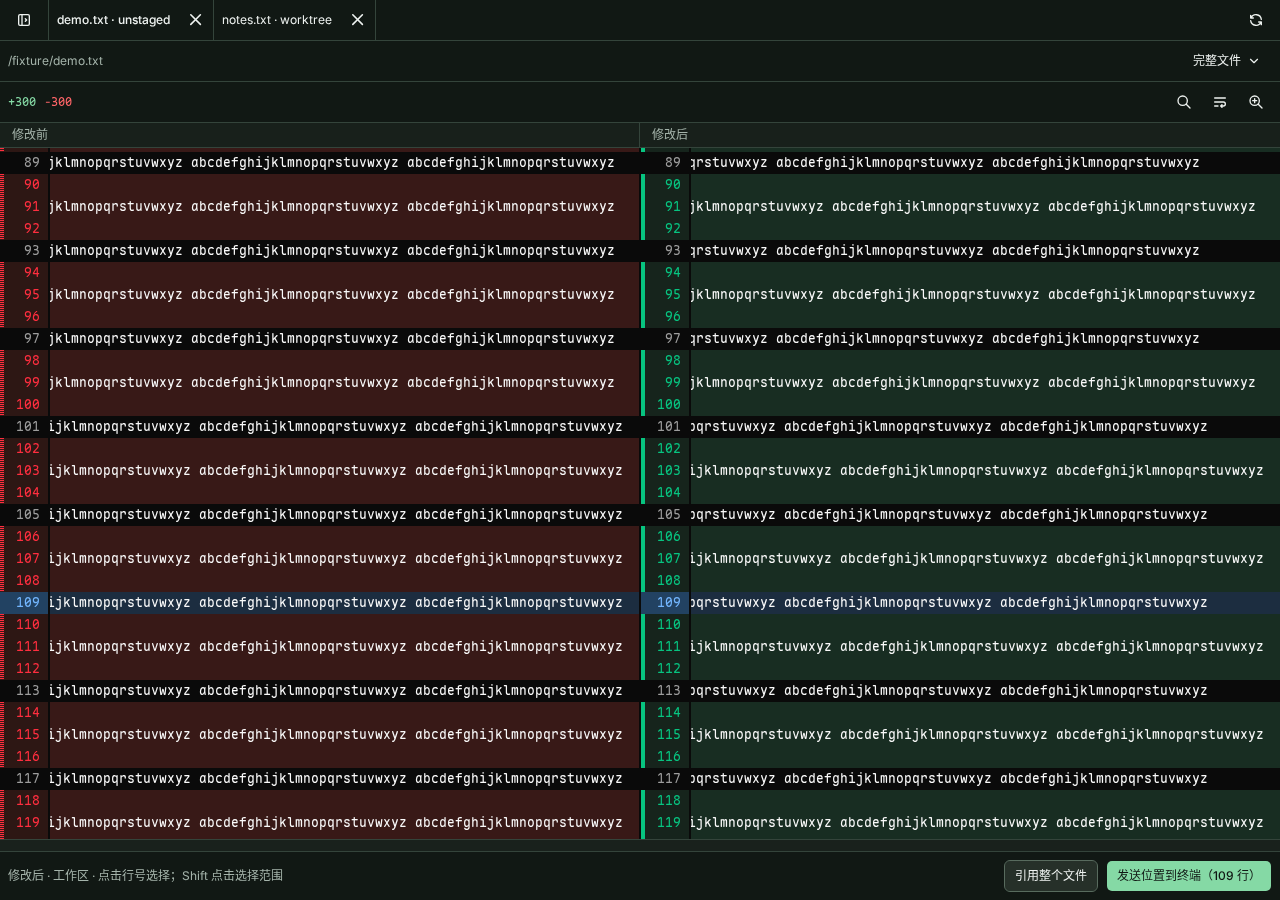 demo.txt · unstaged
notes.txt · worktree
/fixture/demo.txt
完整文件
+300 -300
修改前
修改后
89 jklmnopqrstuvwxyz abcdefghijklmnopqrstuvwxyz abcdefghijklmnopqrstuvwxyz 89 qrstuvwxyz abcdefghijklmnopqrstuvwxyz abcdefghijklmnopqrstuvwxyz
90 90
91 jklmnopqrstuvwxyz abcdefghijklmnopqrstuvwxyz abcdefghijklmnopqrstuvwxyz 91 jklmnopqrstuvwxyz abcdefghijklmnopqrstuvwxyz abcdefghijklmnopqrstuvwxyz
92 92
93 jklmnopqrstuvwxyz abcdefghijklmnopqrstuvwxyz abcdefghijklmnopqrstuvwxyz 93 qrstuvwxyz abcdefghijklmnopqrstuvwxyz abcdefghijklmnopqrstuvwxyz
94 94
95 jklmnopqrstuvwxyz abcdefghijklmnopqrstuvwxyz abcdefghijklmnopqrstuvwxyz 95 jklmnopqrstuvwxyz abcdefghijklmnopqrstuvwxyz abcdefghijklmnopqrstuvwxyz
96 96
97 jklmnopqrstuvwxyz abcdefghijklmnopqrstuvwxyz abcdefghijklmnopqrstuvwxyz 97 qrstuvwxyz abcdefghijklmnopqrstuvwxyz abcdefghijklmnopqrstuvwxyz
98 98
99 jklmnopqrstuvwxyz abcdefghijklmnopqrstuvwxyz abcdefghijklmnopqrstuvwxyz 99 jklmnopqrstuvwxyz abcdefghijklmnopqrstuvwxyz abcdefghijklmnopqrstuvwxyz
100 100
101 ijklmnopqrstuvwxyz abcdefghijklmnopqrstuvwxyz abcdefghijklmnopqrstuvwxyz 101 pqrstuvwxyz abcdefghijklmnopqrstuvwxyz abcdefghijklmnopqrstuvwxyz
102 102
103 ijklmnopqrstuvwxyz abcdefghijklmnopqrstuvwxyz abcdefghijklmnopqrstuvwxyz 103 ijklmnopqrstuvwxyz abcdefghijklmnopqrstuvwxyz abcdefghijklmnopqrstuvwxyz
104 104
105 ijklmnopqrstuvwxyz abcdefghijklmnopqrstuvwxyz abcdefghijklmnopqrstuvwxyz 105 pqrstuvwxyz abcdefghijklmnopqrstuvwxyz abcdefghijklmnopqrstuvwxyz
106 106
107 ijklmnopqrstuvwxyz abcdefghijklmnopqrstuvwxyz abcdefghijklmnopqrstuvwxyz 107 ijklmnopqrstuvwxyz abcdefghijklmnopqrstuvwxyz abcdefghijklmnopqrstuvwxyz
108 108
109 ijklmnopqrstuvwxyz abcdefghijklmnopqrstuvwxyz abcdefghijklmnopqrstuvwxyz 109 pqrstuvwxyz abcdefghijklmnopqrstuvwxyz abcdefghijklmnopqrstuvwxyz
110 110
111 ijklmnopqrstuvwxyz abcdefghijklmnopqrstuvwxyz abcdefghijklmnopqrstuvwxyz 111 ijklmnopqrstuvwxyz abcdefghijklmnopqrstuvwxyz abcdefghijklmnopqrstuvwxyz
112 112
113 ijklmnopqrstuvwxyz abcdefghijklmnopqrstuvwxyz abcdefghijklmnopqrstuvwxyz 113 pqrstuvwxyz abcdefghijklmnopqrstuvwxyz abcdefghijklmnopqrstuvwxyz
114 114
115 ijklmnopqrstuvwxyz abcdefghijklmnopqrstuvwxyz abcdefghijklmnopqrstuvwxyz 115 ijklmnopqrstuvwxyz abcdefghijklmnopqrstuvwxyz abcdefghijklmnopqrstuvwxyz
116 116
117 ijklmnopqrstuvwxyz abcdefghijklmnopqrstuvwxyz abcdefghijklmnopqrstuvwxyz 117 pqrstuvwxyz abcdefghijklmnopqrstuvwxyz abcdefghijklmnopqrstuvwxyz
118 118
119 ijklmnopqrstuvwxyz abcdefghijklmnopqrstuvwxyz abcdefghijklmnopqrstuvwxyz 119 ijklmnopqrstuvwxyz abcdefghijklmnopqrstuvwxyz abcdefghijklmnopqrstuvwxyz
修改后 · 工作区 · 点击行号选择；Shift 点击选择范围
引用整个文件
发送位置到终端（109 行）